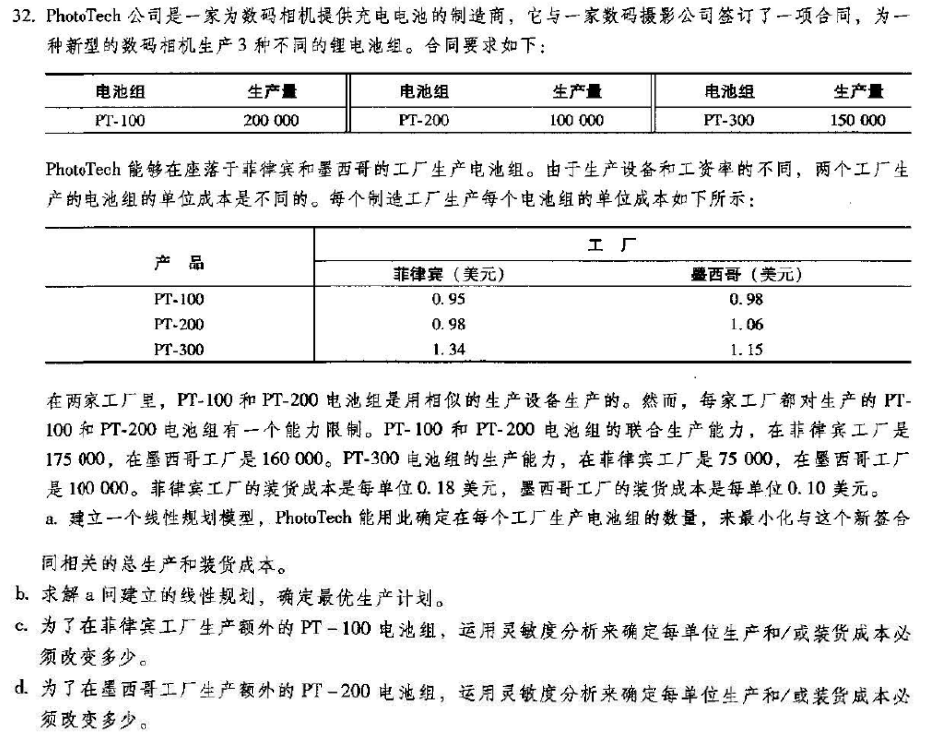 32. PhotoTech 公司是一家为数码相机提供充电电池的制造商，它与一家数码摄影公司签订了一项合同，为一
种新型的数码相机生产 3 种不同的锂电池组。合同要求如下：
电池组 生产量 电池组 生产量 电池组 生产量
PT-100 200 000 PT-200 100 000 PT-300 150 000
PhotoTech 能够在座落于菲律宾和墨西哥的工厂生产电池组。由于生产设备和工资率的不同，两个工厂生
产的电池组的单位成本是不同的。每个制造工厂生产每个电池组的单位成本如下所示：
产 品 工 厂
菲律宾（美元） 墨西哥（美元）
PT-100 0.95 0.98
PT-200 0.98 1.06
PT-300 1.34 1.15
在两家工厂里，PT-100 和 PT-200 电池组是用相似的生产设备生产的。然而，每家工厂都对生产的 PT-
100 和 PT-200 电池组有一个能力限制。PT-100 和 PT-200 电池组的联合生产能力，在菲律宾工厂是
175 000，在墨西哥工厂是 160 000。PT-300 电池组的生产能力，在菲律宾工厂是 75 000，在墨西哥工厂
是 100 000。菲律宾工厂的装货成本是每单位 0.18 美元，墨西哥工厂的装货成本是每单位 0.10 美元。
a. 建立一个线性规划模型，PhotoTech 能用此确定在每个工厂生产电池组的数量，来最小化与这个新签合
同相关的总生产和装货成本。
b. 求解 a 问建立的线性规划，确定最优生产计划。
c. 为了在菲律宾工厂生产额外的 PT – 100 电池组，运用灵敏度分析来确定每单位生产和/或装货成本必
须改变多少。
d. 为了在墨西哥工厂生产额外的 PT – 200 电池组，运用灵敏度分析来确定每单位生产和/或装货成本必
须改变多少。